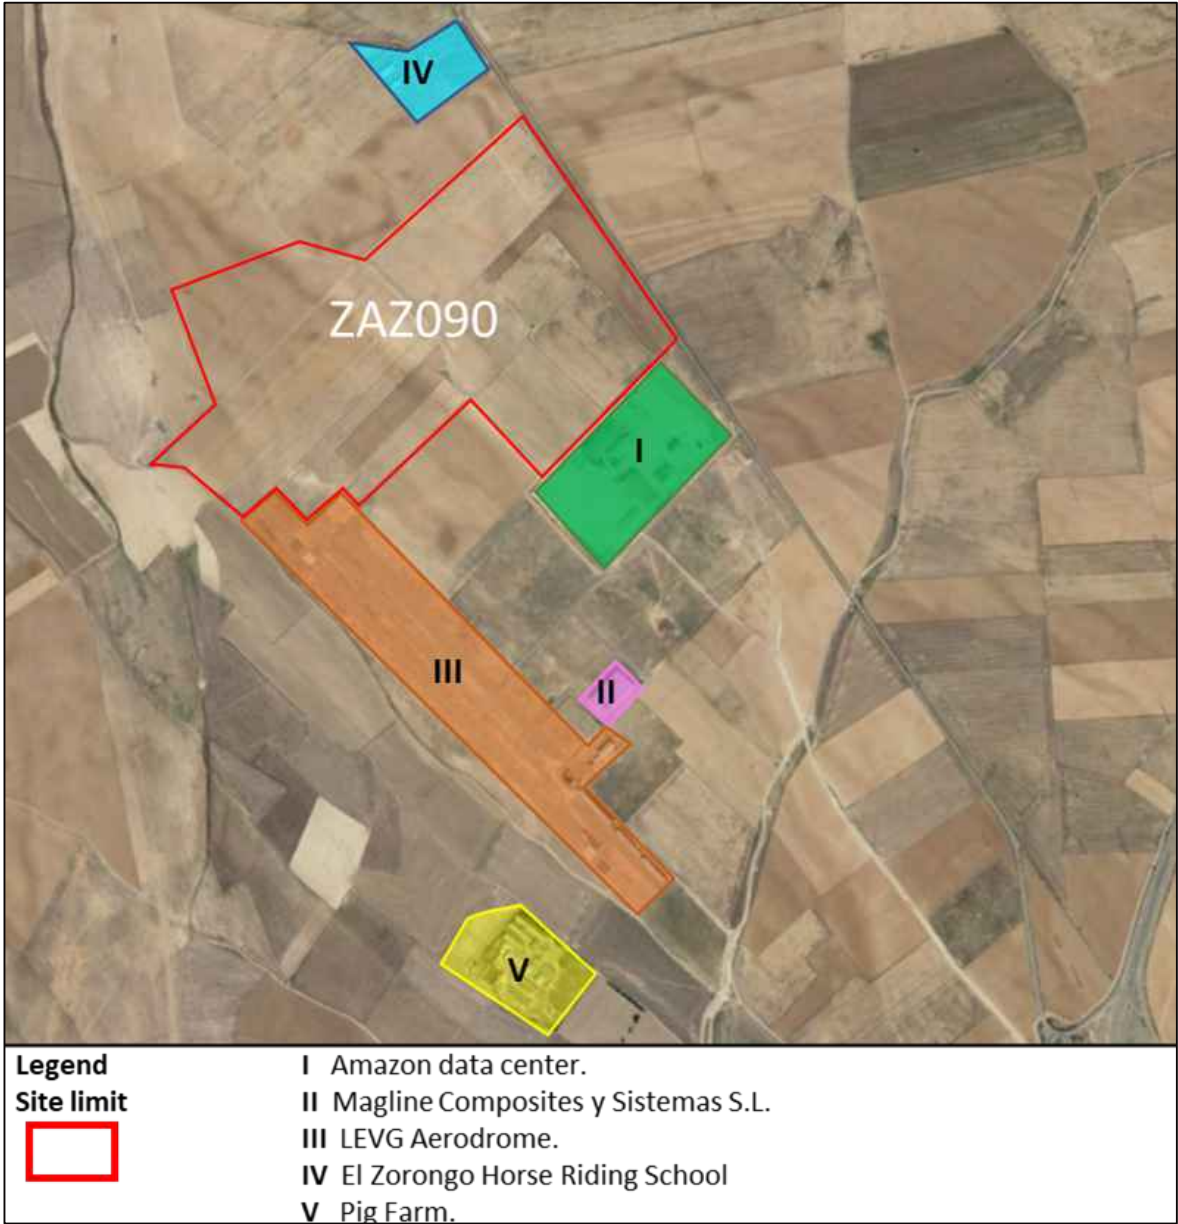 IV
ZAZ090
I
III
II
V
Legend
I Amazon data center.
Site limit
II Magline Composites y Sistemas S.L.
III LEVG Aerodrome.
IV El Zorongo Horse Riding School
V Pig Farm.